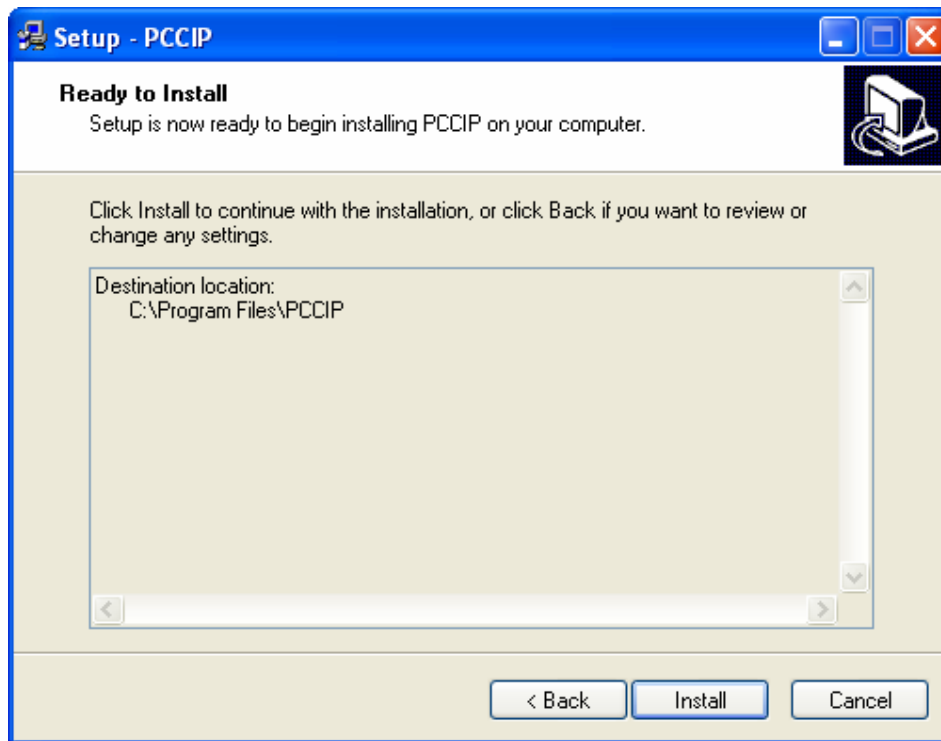 Setup - PCCIP
Ready to Install
Setup is now ready to begin installing PCCIP on your computer.
Click Install to continue with the installation, or click Back if you want to review or
change any settings.
Destination location:
C:\Program Files\PCCIP
< Back
Install
Cancel